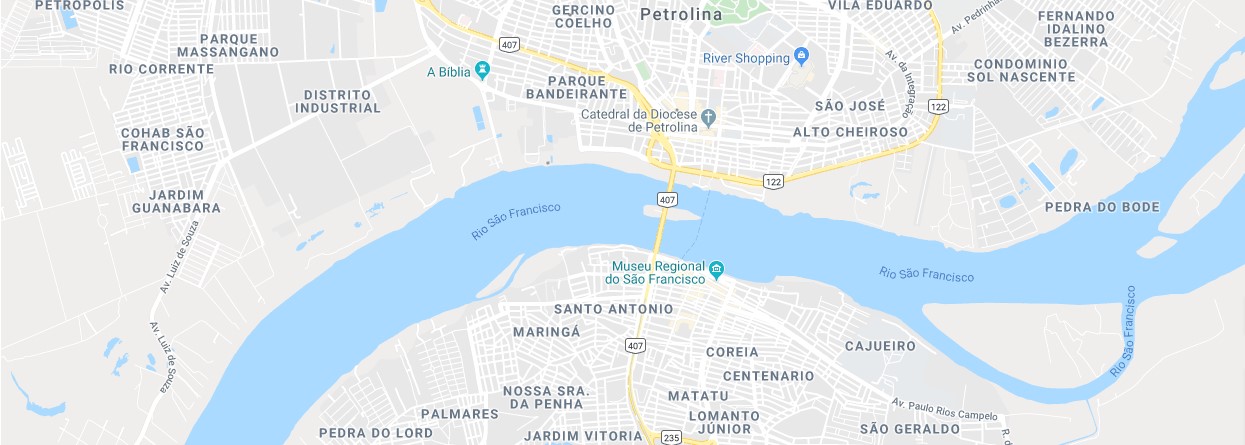 PETRÓPOLIS
GERCINO
COELHO
Petrolina
VILA EDUARDO
Av. Pedrinha
FERNANDO
IDALINO
BEZERRA
PARQUE
MASSANGANO
RIO CORRENTE
407
A Bíblia
River Shopping
CONDOMINIO
SOL NASCENTE
PARQUE
BANDEIRANTE
DISTRITO
INDUSTRIAL
Av. da Integração
SÃO JOSÉ
122
Catedral da Diocese
de Petrolina
ALTO CHEIROSO
COHAB SÃO
FRANCISCO
122
JARDIM
GUANABARA
407
Rio São Francisco
PEDRA DO BODE
Av. Luiz de Souza
Museu Regional
do São Francisco
Rio São Francisco
Rio São Francisco
SANTO ANTONIO
MARINGÁ
Av. Luiz de Souza
407
COREIA
CAJUEIRO
CENTENARIO
NOSSA SRA.
DA PENHA
MATATU
Av. Paulo Rios Campelo
PALMARES
LOMANTO
JÚNIOR
SÃO GERALDO
PEDRA DO LORD
JARDIM VITORIA
235
R. d